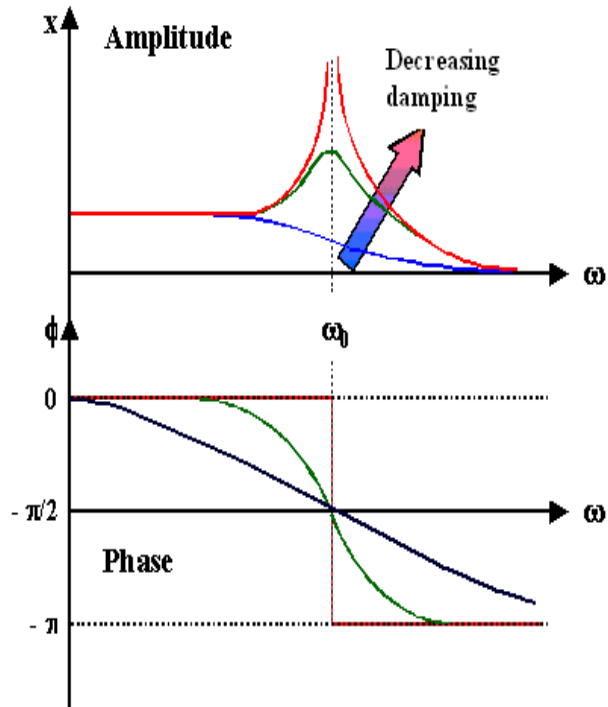 x
Amplitude
Decreasing
damping
ω
ϕ
ω₀
0
- π/2
ω
Phase
- π